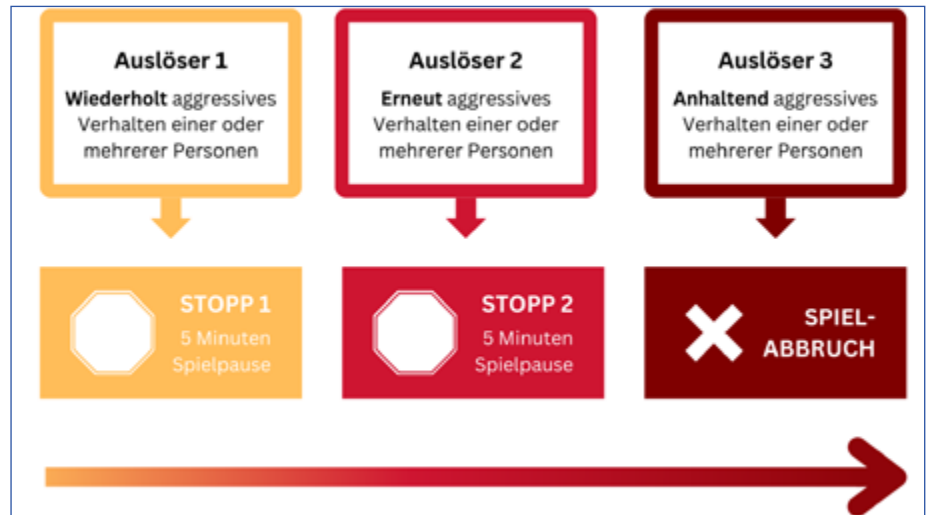 Auslöser 1
Wiederholt aggressives
Verhalten einer oder
mehrerer Personen
Auslöser 2
Erneut aggressives
Verhalten einer oder
mehrerer Personen
Auslöser 3
Anhaltend aggressives
Verhalten einer oder
mehrerer Personen
STOPP 1
5 Minuten
Spielpause
STOPP 2
5 Minuten
Spielpause
SPIEL-
ABBRUCH